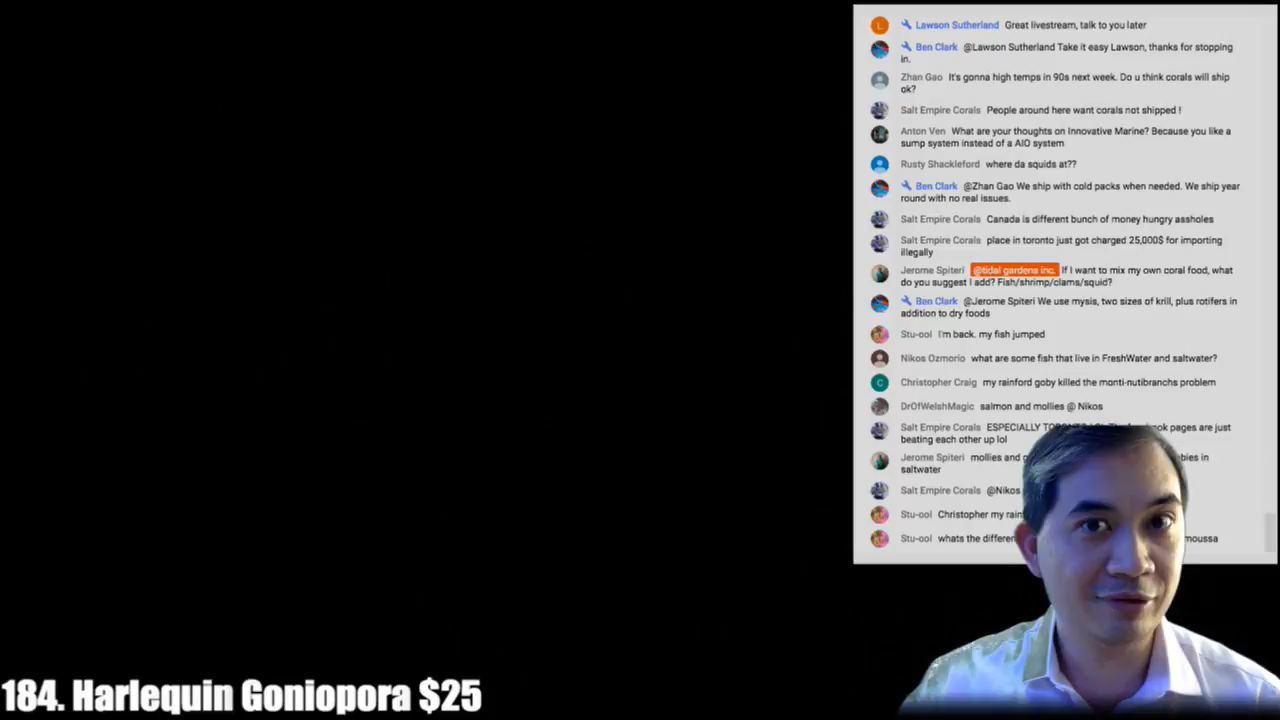 Lawson Sutherland Great livestream, talk to you later
Ben Clark @Lawson Sutherland Take it easy Lawson, thanks for stopping
in.
Zhan Gao It's gonna high temps in 90s next week. Do u think corals will ship
ok?
Salt Empire Corals People around here want corals not shipped !
Anton Ven What are your thoughts on Innovative Marine? Because you like a
sump system instead of a AIO system
Rusty Shackleford where da squids at??
Ben Clark @Zhan Gao We ship with cold packs when needed. We ship year
round with no real issues.
Salt Empire Corals Canada is different bunch of money hungry assholes
Salt Empire Corals place in toronto just got charged 25,000$ for importing
illegally
Jerome Spiteri @tidal gardens inc. If I want to mix my own coral food, what
do you suggest I add? Fish/shrimp/clams/squid?
Ben Clark @Jerome Spiteri We use mysis, two sizes of krill, plus rotifers in
addition to dry foods
Stu-ool I'm back. my fish jumped
Nikos Ozmorio what are some fish that live in FreshWater and saltwater?
Christopher Craig my rainford goby killed the monti-nutibranchs problem
DrOfWelshMagic salmon and mollies @ Nikos
Salt Empire Corals ESPECIALLY pages are just
beating each other up lol
Jerome Spiteri mollies and in
saltwater
Salt Empire Corals @Nikos
Stu-ool Christopher my
Stu-ool whats the moussa
L
C
184. Harlequin Goniopora $25